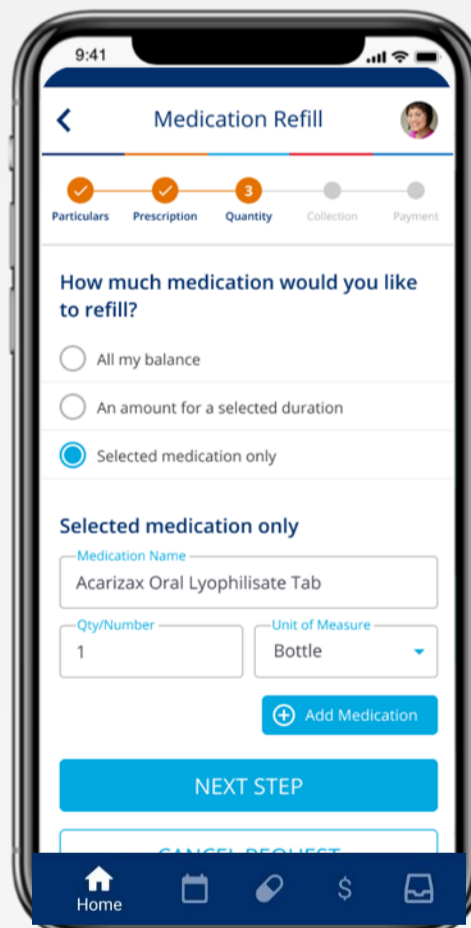 9:41
Medication Refill
3
Particulars Prescription Quantity Collection Payment
How much medication would you like
to refill?
All my balance
An amount for a selected duration
Selected medication only
Selected medication only
Medication Name
Acarizax Oral Lyophilisate Tab
Qty/Number Unit of Measure
1 Bottle
Add Medication
NEXT STEP
CANCEL REQUEST
$
Home